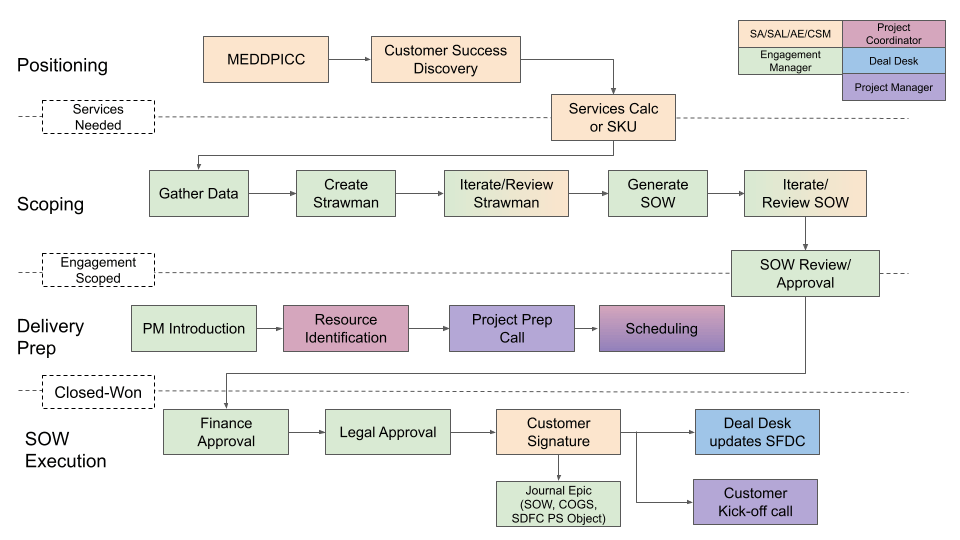 Positioning
MEDDPICC
Customer Success
Discovery
SA/SAL/AE/CSM
Project
Coordinator
Engagement
Manager
Deal Desk
Project Manager
Services
Needed
Services Calc
or SKU
Scoping
Gather Data
Create
Strawman
Iterate/Review
Strawman
Generate
SOW
Iterate/
Review SOW
Engagement
Scoped
SOW Review/
Approval
Delivery
Prep
PM Introduction
Resource
Identification
Project Prep
Call
Scheduling
Closed-Won
SOW
Execution
Finance
Approval
Legal Approval
Customer
Signature
Deal Desk
updates SFDC
Journal Epic
(SOW, COGS,
SDFC PS Object)
Customer
Kick-off call